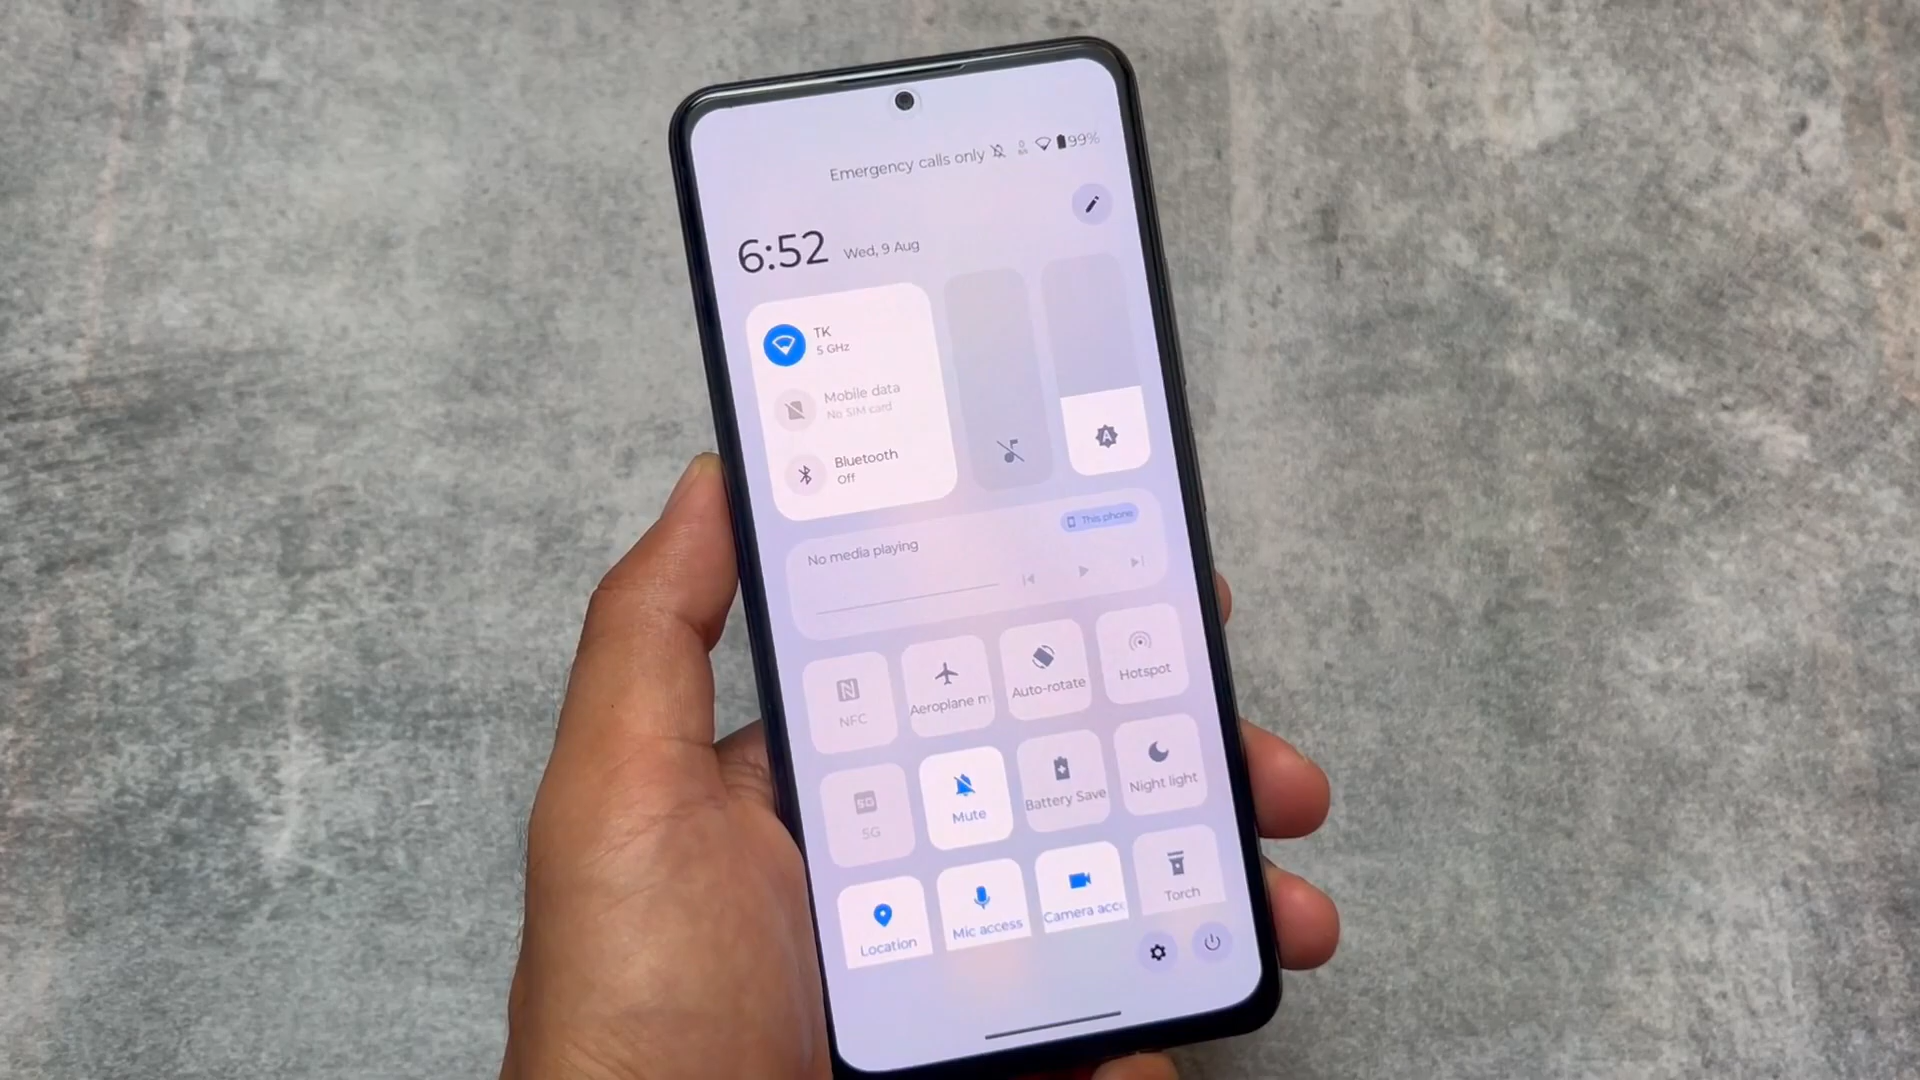 Emergency calls only 99%
6:52 Wed, 9 Aug
TK
5 GHz
Mobile data
No SIM card
Bluetooth
Off
A
This phone
No media playing
NFC
Aeroplane m
Auto-rotate
Hotspot
5G
5G
Mute
Battery Save
Night light
Location
Mic access
Camera acc
Torch